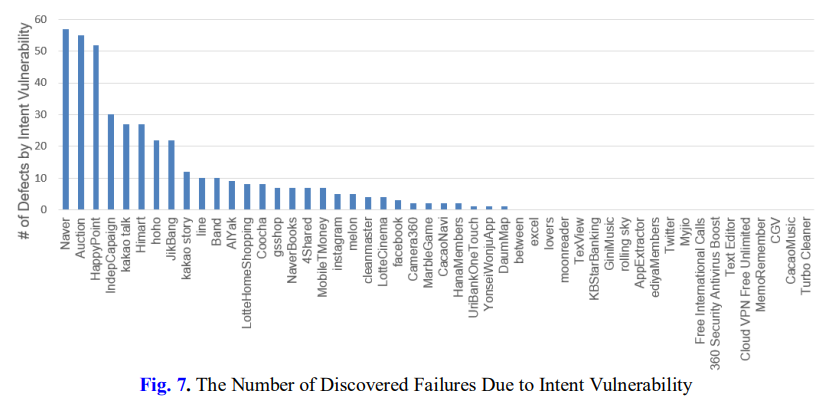 # of Defects by Intent Vulnerability
60
50
40
30
20
10
0
Naver
Auction
HappyPoint
IndepCapaign
kakao talk
Himart
hoho
JikBang
kakao story
line
Band
AlYak
LotteHomeShopping
Coocha
gsshop
NaverBooks
4Shared
MobileTMoney
instagram
melon
cleanmaster
LotteCinema
facebook
Camera360
MarbleGame
CacaoNavi
HanaMembers
UriBankOneTouch
YonseiWonjuApp
DaumMap
between
excel
lovers
moonreader
TexView
KBStarBanking
GiniMusic
rolling sky
AppExtractor
ediyaMembers
Twitter
Myjio
Free International Calls
360 Security Antivirus Boost
Text Editor
Cloud VPN Free Unlimited
MemoRemember
CGV
CacaoMusic
Turbo Cleaner
Fig. 7. The Number of Discovered Failures Due to Intent Vulnerability